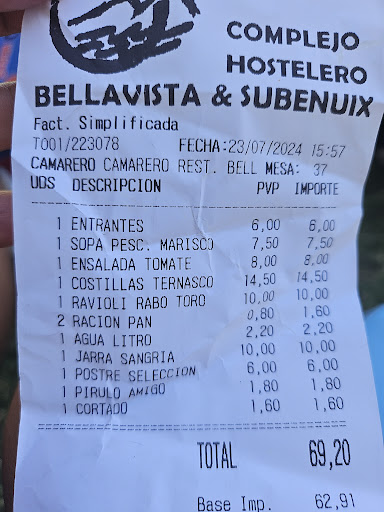 COMPLEJO
HOSTELERO
BELLAVISTA & SUBENUIX
Fact. Simplificada
T001/223078 FECHA:23/07/2024 15:57
CAMARERO CAMARERO REST. BELL MESA: 37
UDS DESCRIPCION PVP IMPORTE
1 ENTRANTES 6,00 6,00
1 SOPA PESC. MARISCO 7,50 7,50
1 ENSALADA TOMATE 8,00 8,00
1 COSTILLAS TERNASCO 14,50 14,50
1 RAVIOLI RABO TORO 10,00 10,00
2 RACION PAN 0,80 1,60
1 AGUA LITRO 2,20 2,20
1 JARRA SANGRIA 10,00 10,00
1 POSTRE SELECCION 6,00 6,00
1 PIRULO AMIGO 1,80 1,80
1 CORTADO 1,60 1,60
TOTAL 69,20
Base Imp. 62,91